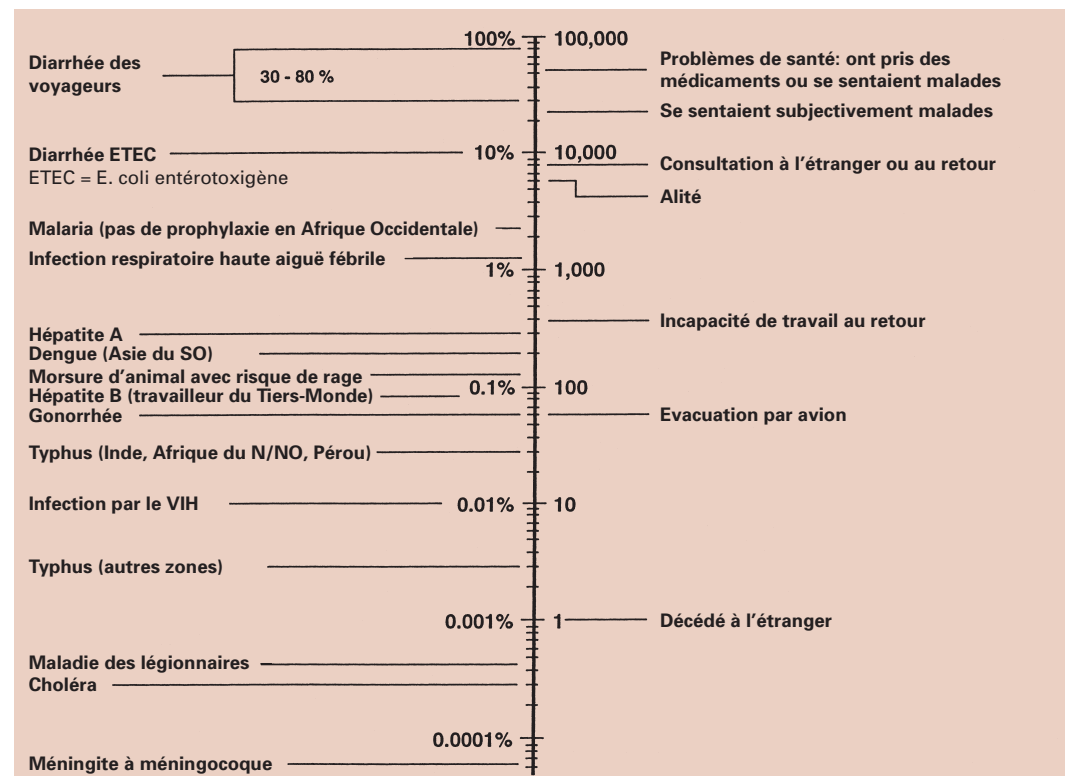 100% 100,000
Diarrhée des
voyageurs
30 - 80 %
Problèmes de santé: ont pris des
médicaments ou se sentaient malades
Se sentaient subjectivement malades
Diarrhée ETEC
ETEC = E. coli entérotoxigène
10% 10,000
Consultation à l'étranger ou au retour
Alité
Malaria (pas de prophylaxie en Afrique Occidentale)
Infection respiratoire haute aiguë fébrile
1% 1,000
Incapacité de travail au retour
Hépatite A
Dengue (Asie du SO)
Morsure d'animal avec risque de rage
0.1% 100
Hépatite B (travailleur du Tiers-Monde)
Gonorrhée
Evacuation par avion
Typhus (Inde, Afrique du N/NO, Pérou)
Infection par le VIH
0.01% 10
Typhus (autres zones)
0.001% 1
Décédé à l'étranger
Maladie des légionnaires
Choléra
0.0001%
Méningite à méningocoque